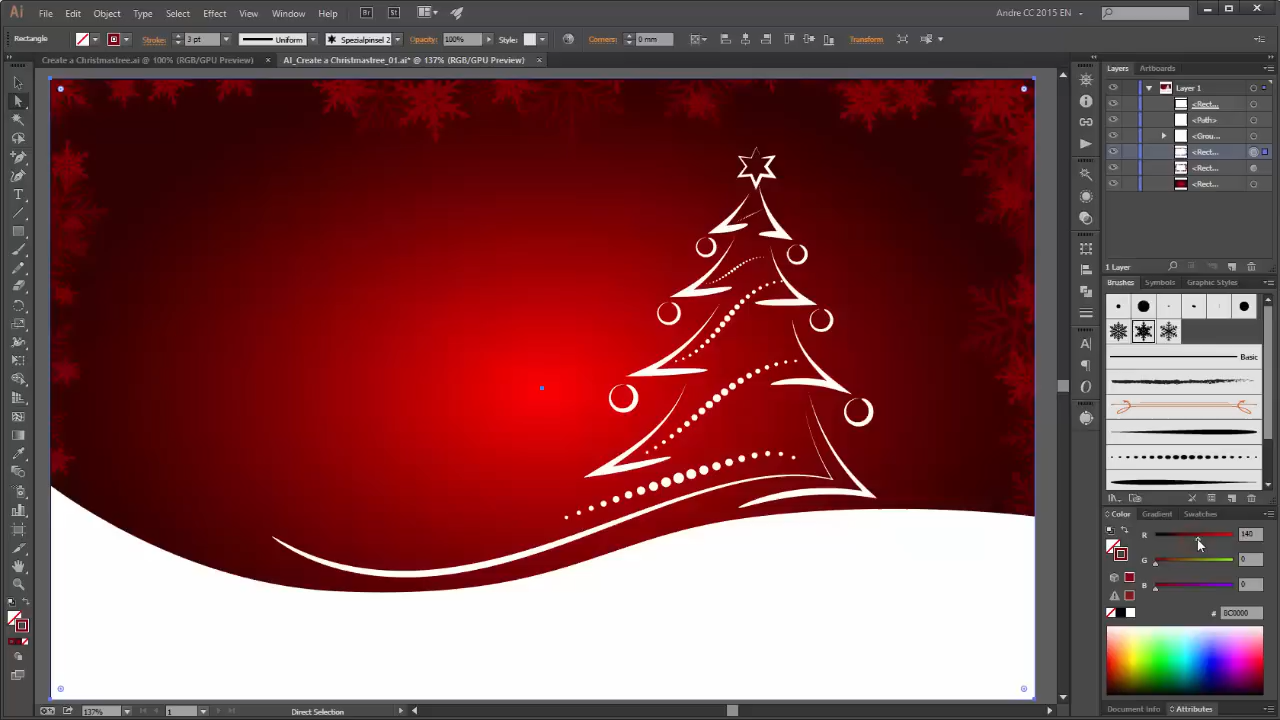 Ai File Edit Object Type Select Effect View Window Help Br St Andre CC 2015 EN
Rectangle Stroke: 3 pt Uniform Spezialpinsel 2 Opacity: 100% Style: Corners: 0 mm Transform
Create a Christmastree.ai @ 100% (RGB/GPU Preview) × AI_Create a Christmastree_01.ai* @ 137% (RGB/GPU Preview) ×
Layers Artboards
Layer 1
<Rect...
<Path>
<Grou...
<Rect...
<Rect...
<Rect...
1 Layer
Brushes Symbols Graphic Styles
Basic
Color Gradient Swatches
R 140
G 0
B 0
# 8C0000
Document Info Attributes
137% 1 Direct Selection